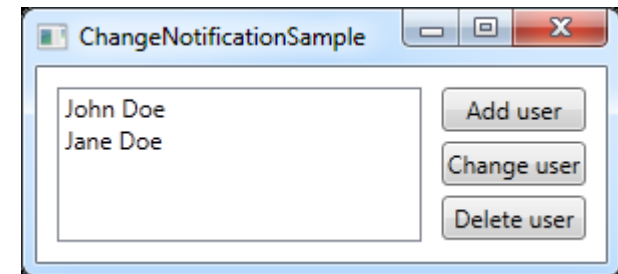 ChangeNotificationSample
John Doe
Jane Doe
Add user
Change user
Delete user